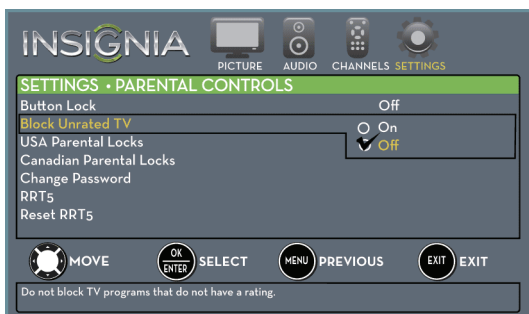 INSIGNIA
PICTURE AUDIO CHANNELS SETTINGS
SETTINGS • PARENTAL CONTROLS
Button Lock Off
Block Unrated TV On
USA Parental Locks Off
Canadian Parental Locks
Change Password
RRT5
Reset RRT5
MOVE OK ENTER SELECT MENU PREVIOUS EXIT EXIT
Do not block TV programs that do not have a rating.